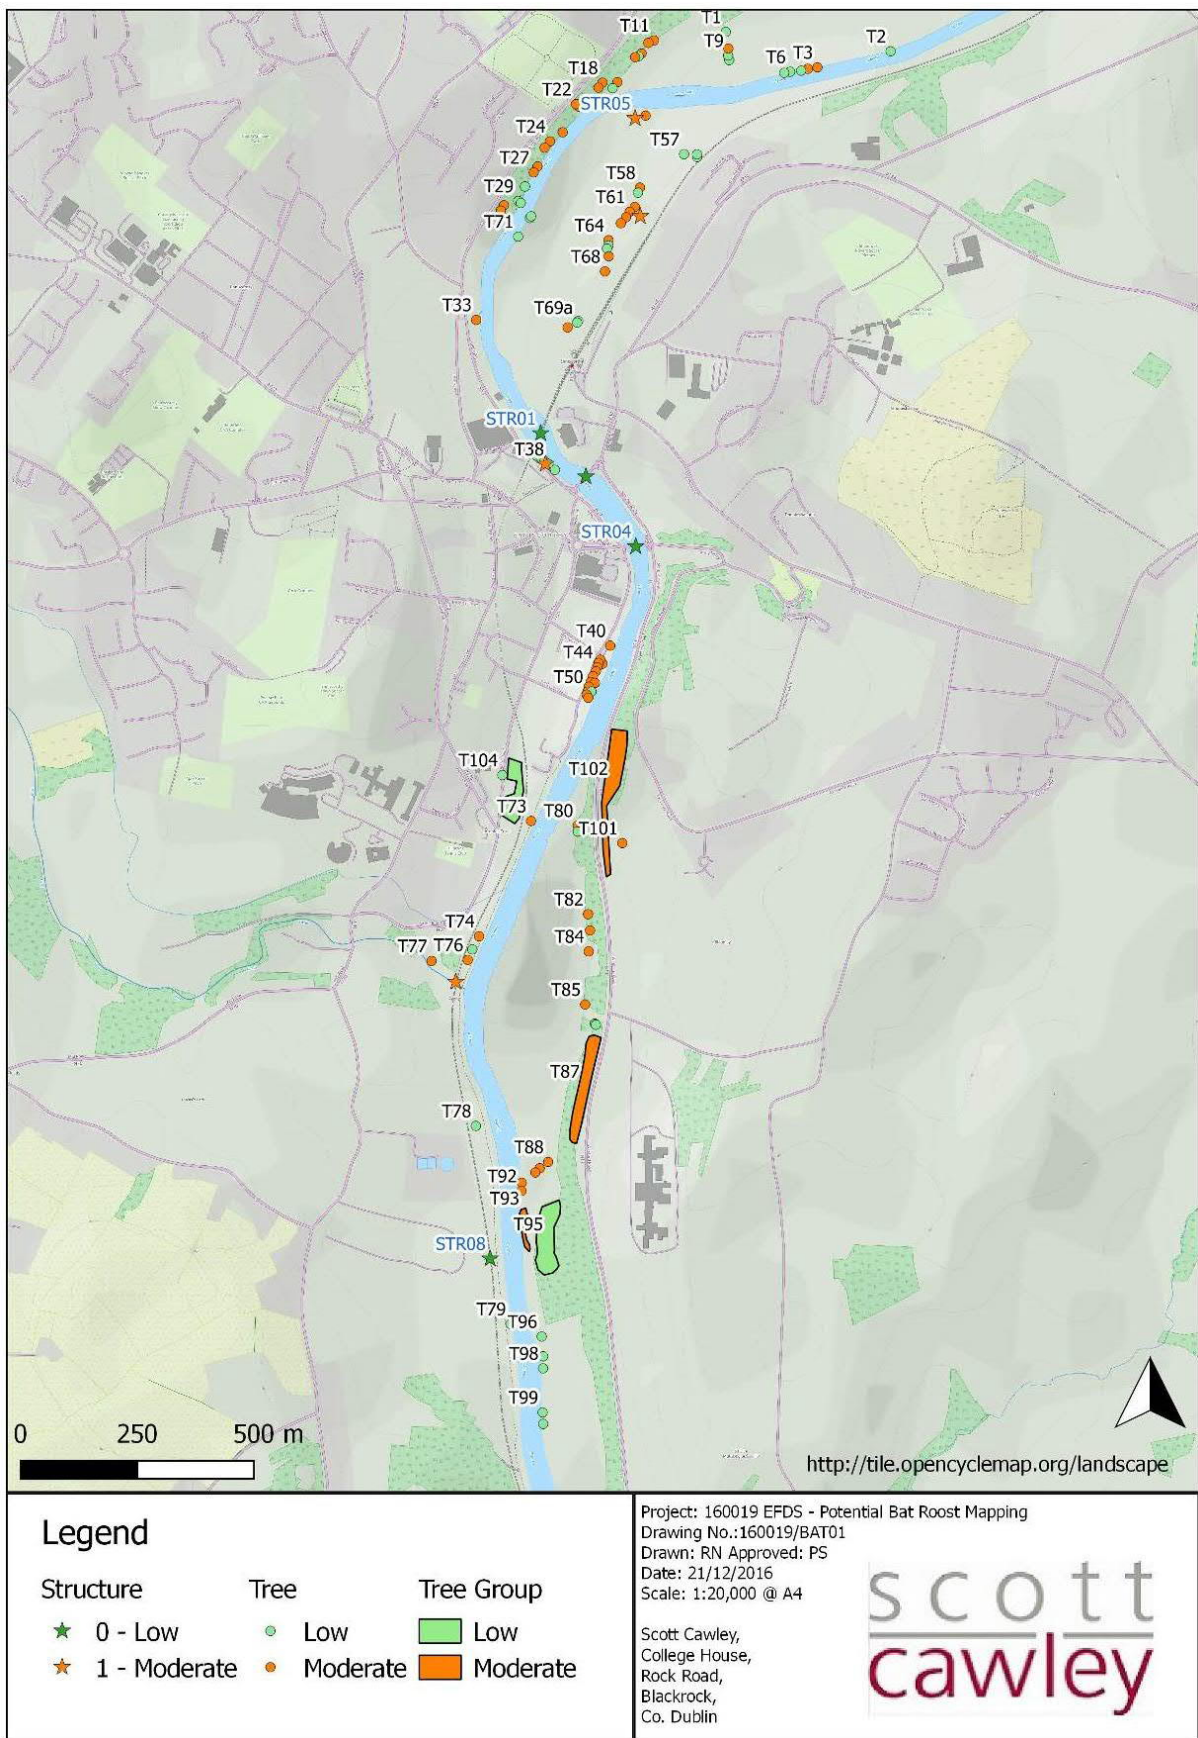 T11
T1
T9
T2
T6
T3
T18
T22
STR05
T24
T57
T27
T58
T29
T61
T71
T64
T68
T33
T69a
STR01
T38
STR04
T40
T44
T50
T104
T102
T73
T80
T101
T82
T74
T77
T76
T84
T85
T87
T78
T88
T92
T93
T95
STR08
T79
T96
T98
T99
0 250 500 m
http://tile.opencyclemap.org/landscape
Legend
Structure
0 - Low
1 - Moderate
Tree
Low
Moderate
Tree Group
Low
Moderate
Project: 160019 EFDS - Potential Bat Roost Mapping
Drawing No.:160019/BAT01
Drawn: RN Approved: PS
Date: 21/12/2016
Scale: 1:20,000 @ A4
Scott Cawley,
College House,
Rock Road,
Blackrock,
Co. Dublin
scott
cawley